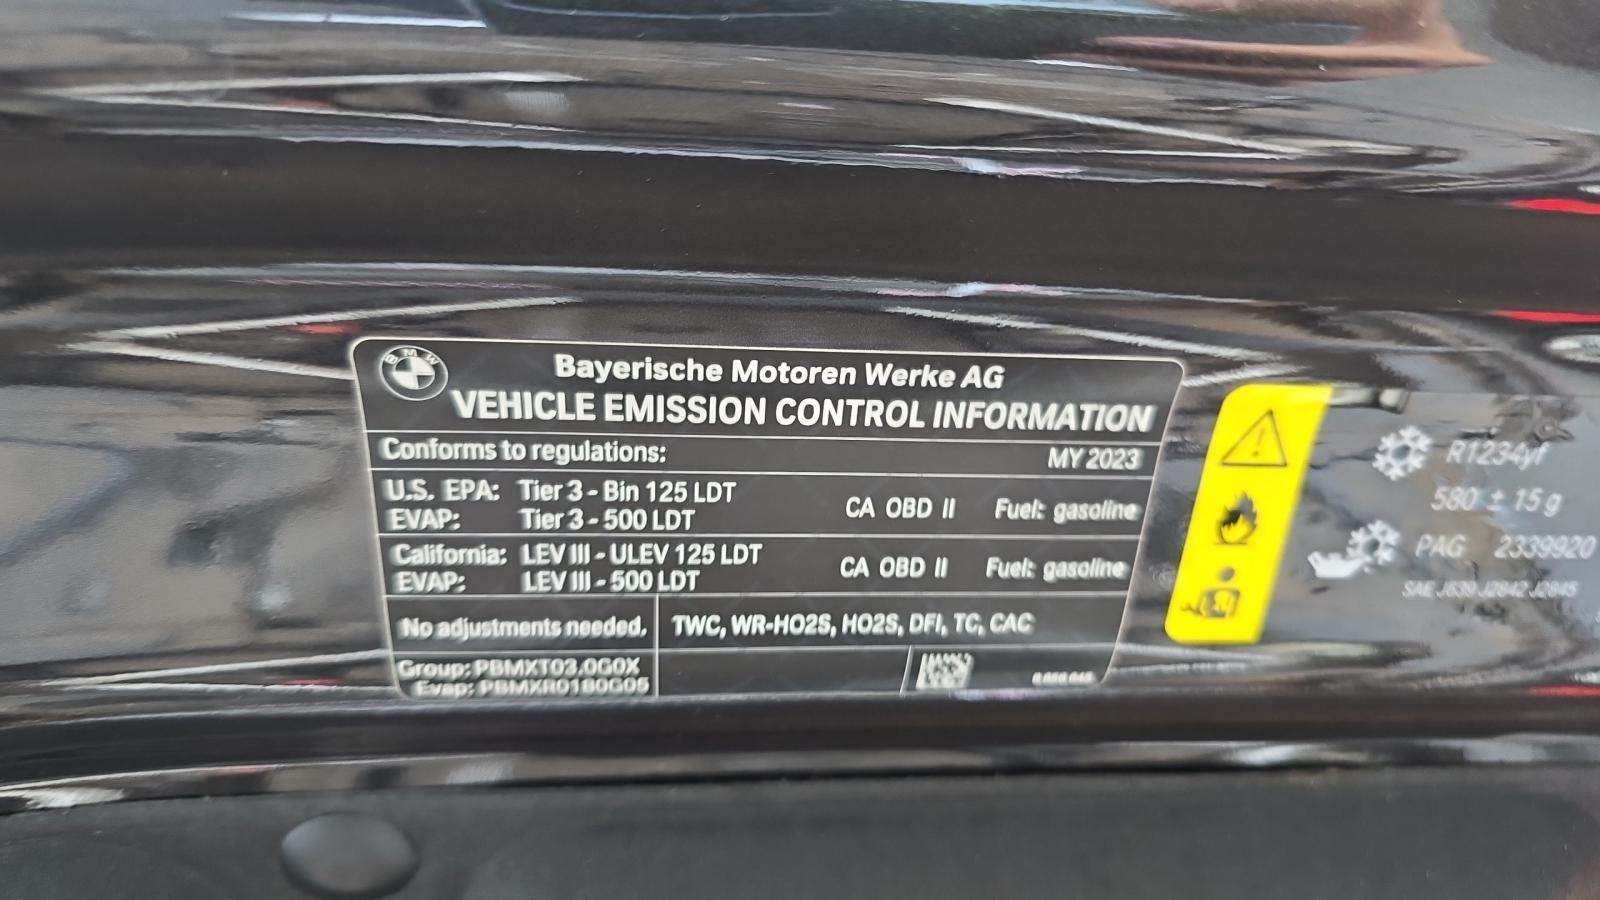 BMW
Bayerische Motoren Werke AG
VEHICLE EMISSION CONTROL INFORMATION
Conforms to regulations: MY 2023
U.S. EPA: Tier 3 - Bin 125 LDT CA OBD II Fuel: gasoline
EVAP: Tier 3 - 500 LDT
California: LEV III - ULEV 125 LDT CA OBD II Fuel: gasoline
EVAP: LEV III - 500 LDT
No adjustments needed. TWC, WR-HO2S, HO2S, DFI, TC, CAC
Group: PBMXT03.0G0X
Evap: PBMXR0180G05
R1234yf
580 ± 15 g
PAG 2339920
SAE J639 J2842 J2845